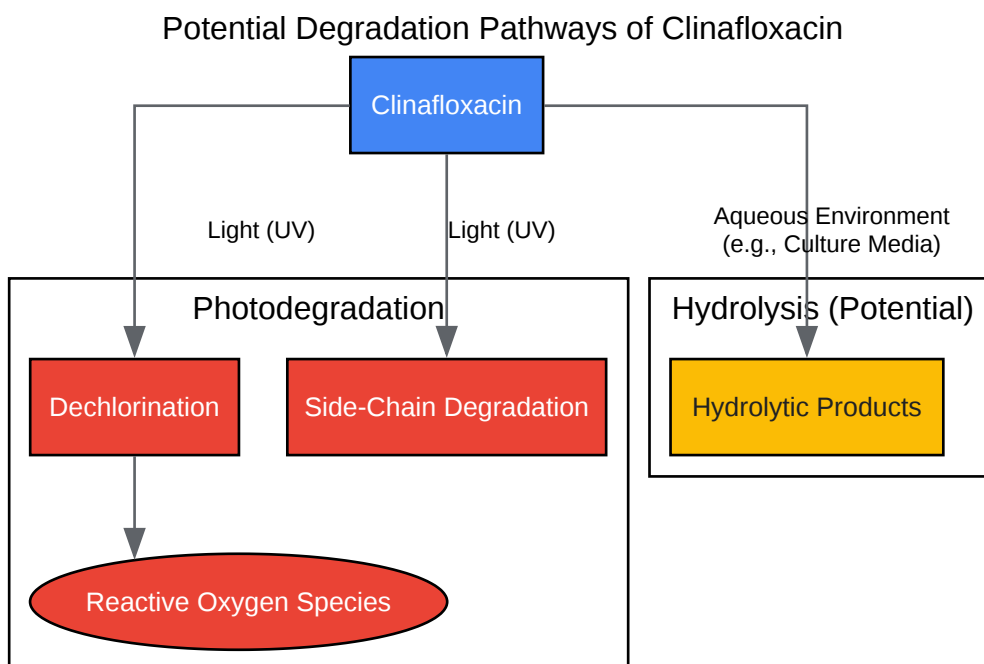 Potential Degradation Pathways of Clinafloxacin
Clinafloxacin
Light (UV)
Light (UV)
Aqueous Environment
(e.g., Culture Media)
Photodegradation
Hydrolysis (Potential)
Dechlorination
Side-Chain Degradation
Hydrolytic Products
Reactive Oxygen Species